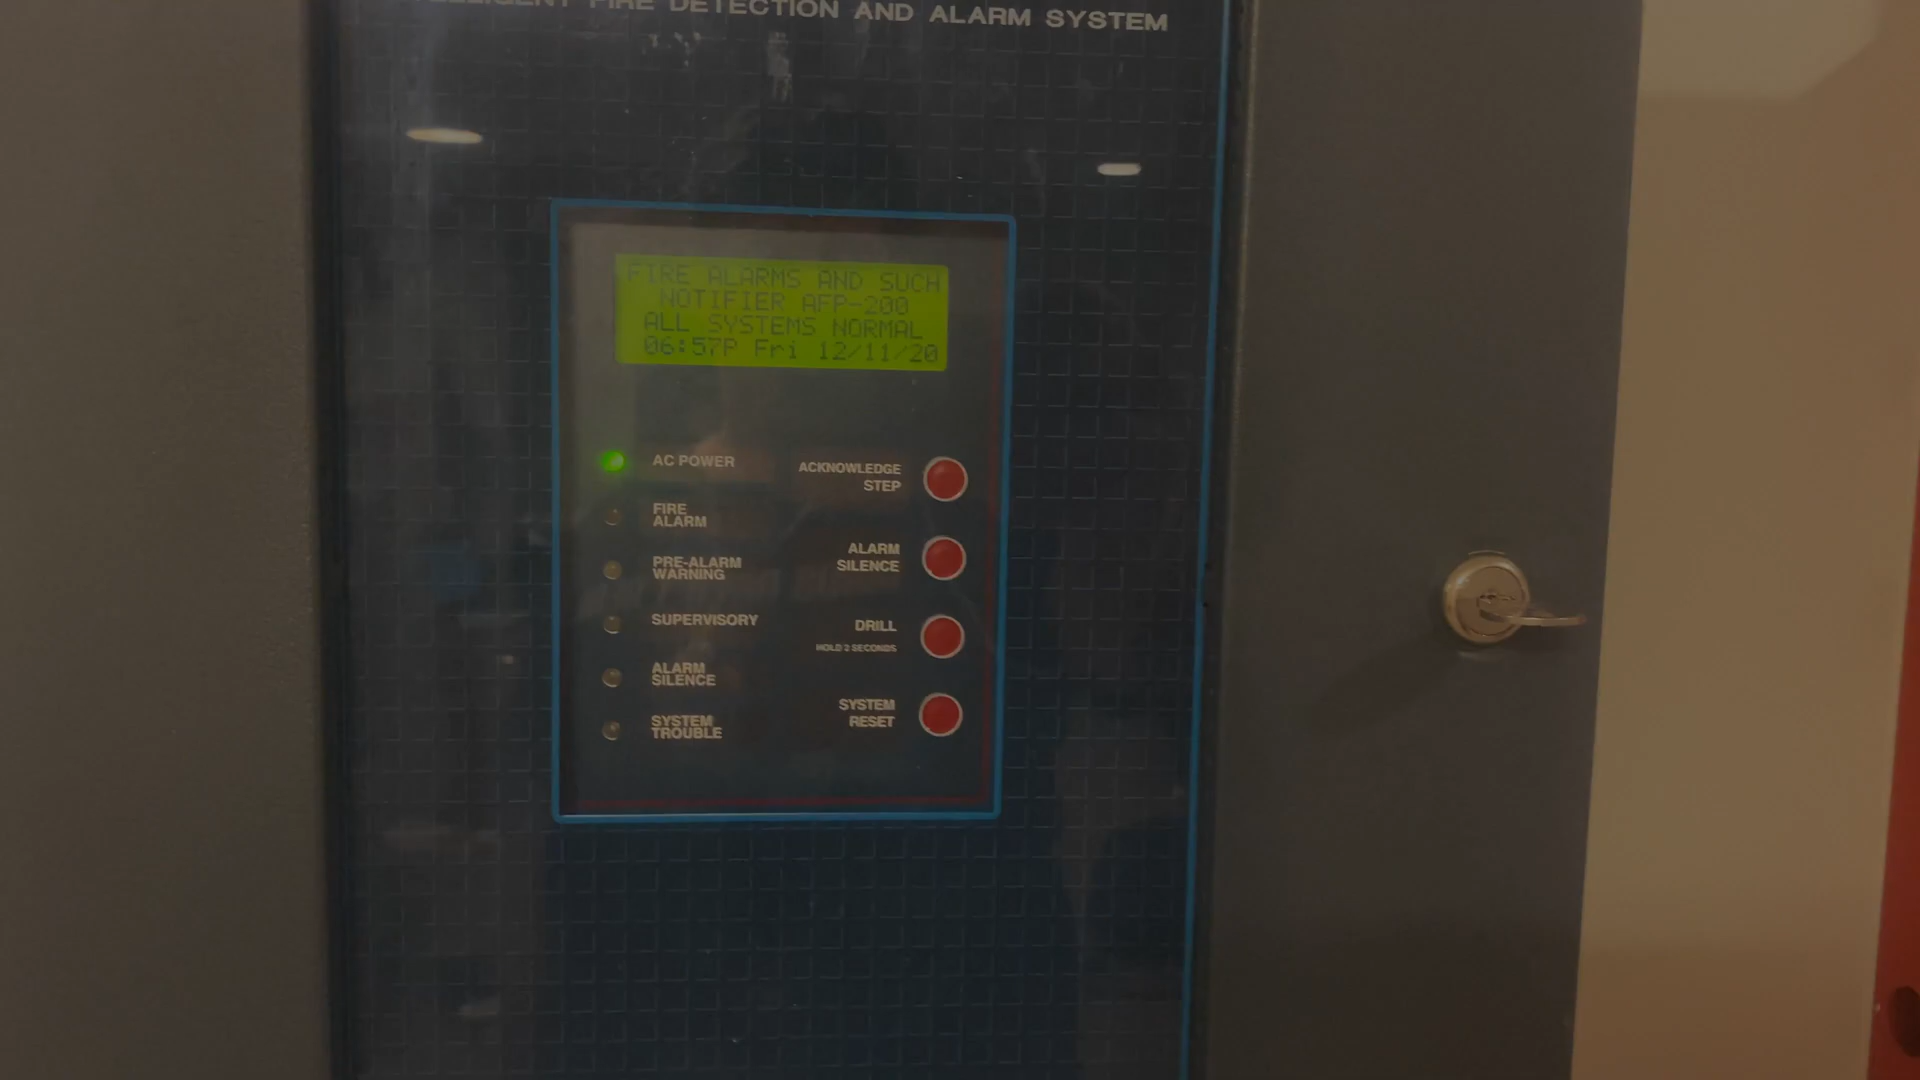 FIRE DETECTION AND ALARM SYSTEM
FIRE ALARMS AND SUCH
NOTIFIER AFP-200
ALL SYSTEMS NORMAL
06:57P Fri 12/11/20
AC POWER
FIRE
ALARM
PRE-ALARM
WARNING
SUPERVISORY
ALARM
SILENCE
SYSTEM
TROUBLE
ACKNOWLEDGE
STEP
ALARM
SILENCE
DRILL
HOLD 2 SECONDS
SYSTEM
RESET